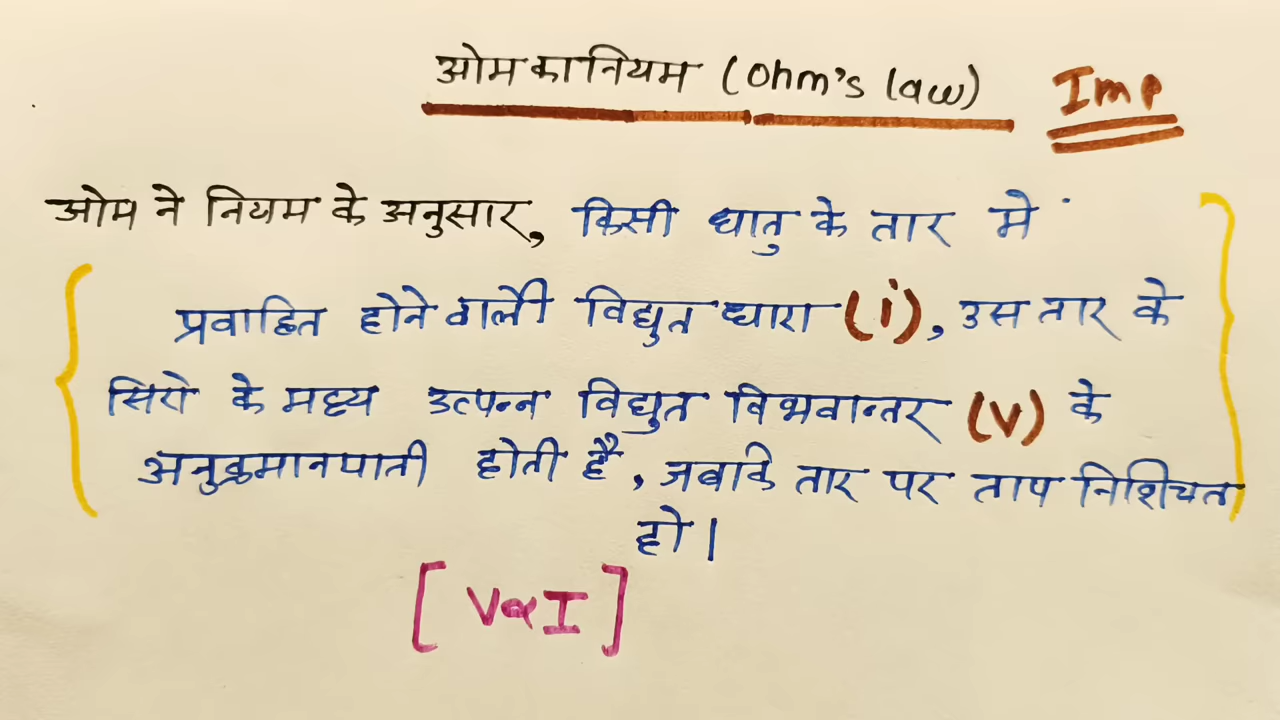 ओम का नियम (Ohm's law) Imp
ओम ने नियम के अनुसार, किसी धातु के तार में
प्रवाहित होने वाली विद्युत धारा (i), उस तार के
सिरो के मध्य उत्पन्न विद्युत विभवान्तर (V) के
अनुक्रमानुपाती होती है, जबकि तार पर ताप निश्चित
हो।
[V∝I]